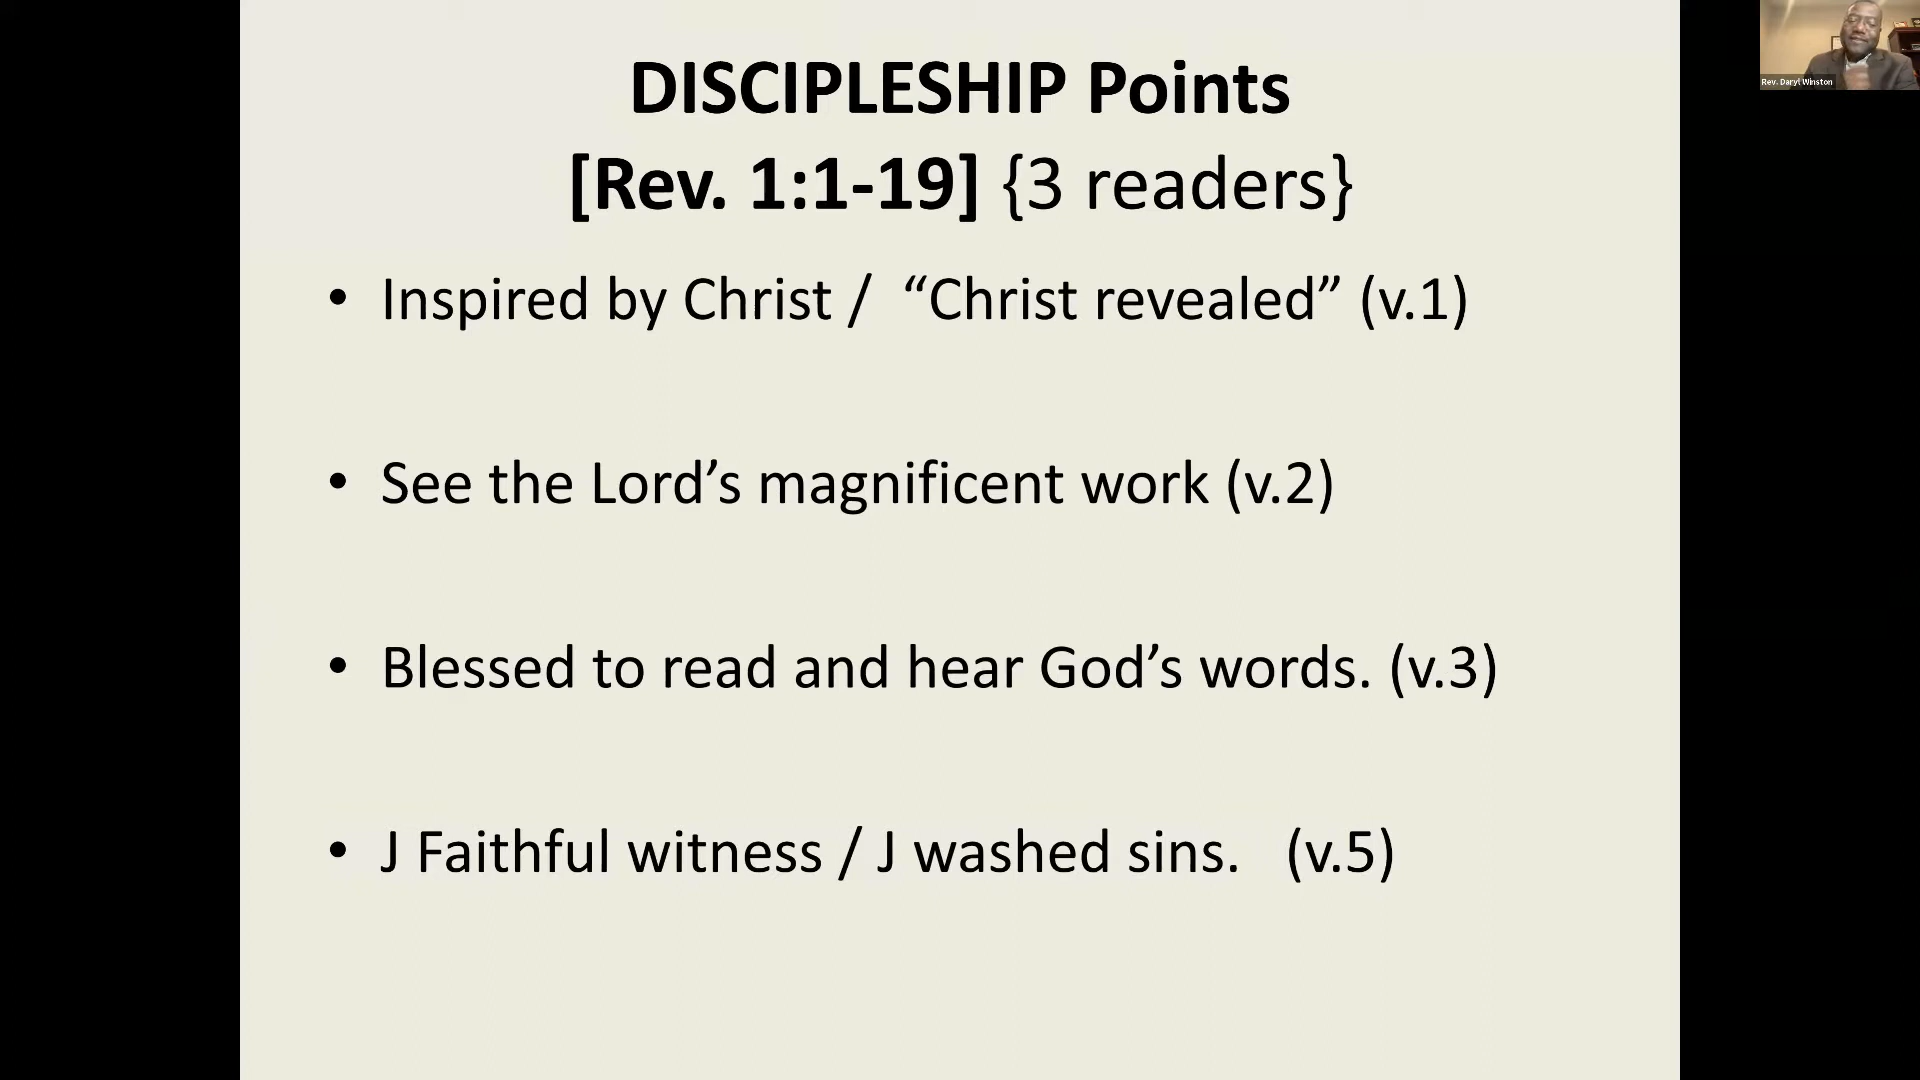 DISCIPLESHIP Points
[Rev. 1:1-19] {3 readers}
• Inspired by Christ /  “Christ revealed” (v.1)
• See the Lord’s magnificent work (v.2)
• Blessed to read and hear God’s words. (v.3)
• J Faithful witness / J washed sins.   (v.5)
Rev. Daryl Winston